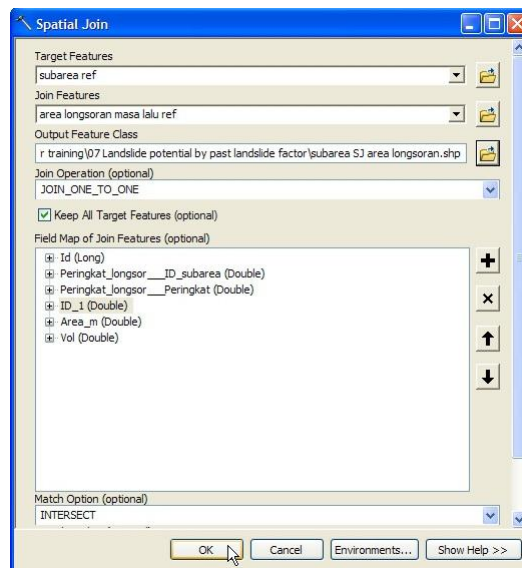 Spatial Join
Target Features
subarea ref
Join Features
area longsoran masa lalu ref
Output Feature Class
r training\07 Landslide potential by past landslide factor\subarea SJ area longsoran.shp
Join Operation (optional)
JOIN_ONE_TO_ONE
Keep All Target Features (optional)
Field Map of Join Features (optional)
Id (Long)
Peringkat_longsor___ID_subarea (Double)
Peringkat_longsor___Peringkat (Double)
ID_1 (Double)
Area_m (Double)
Vol (Double)
Match Option (optional)
INTERSECT
OK Cancel Environments... Show Help >>